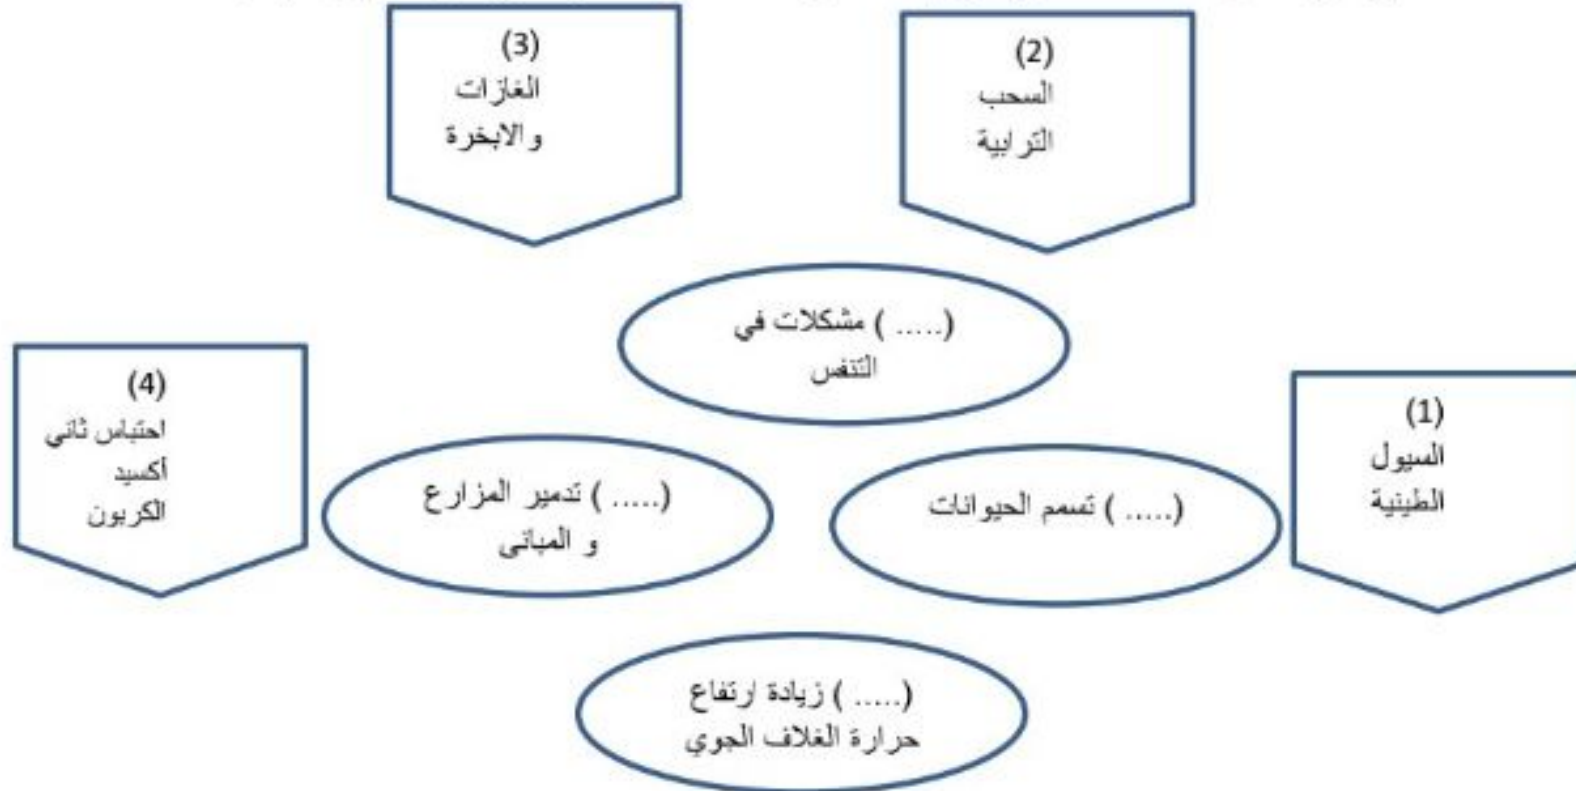 (3)
الغازات
والابخرة
(2)
السحب
الترابية
(.....) مشكلات في
التنفس
(4)
احتباس ثاني
أكسيد
الكربون
(1)
السيول
الطينية
(.....) تدمير المزارع
و المباني
(.....) تسمم الحيوانات
(.....) زيادة ارتفاع
حرارة الغلاف الجوي